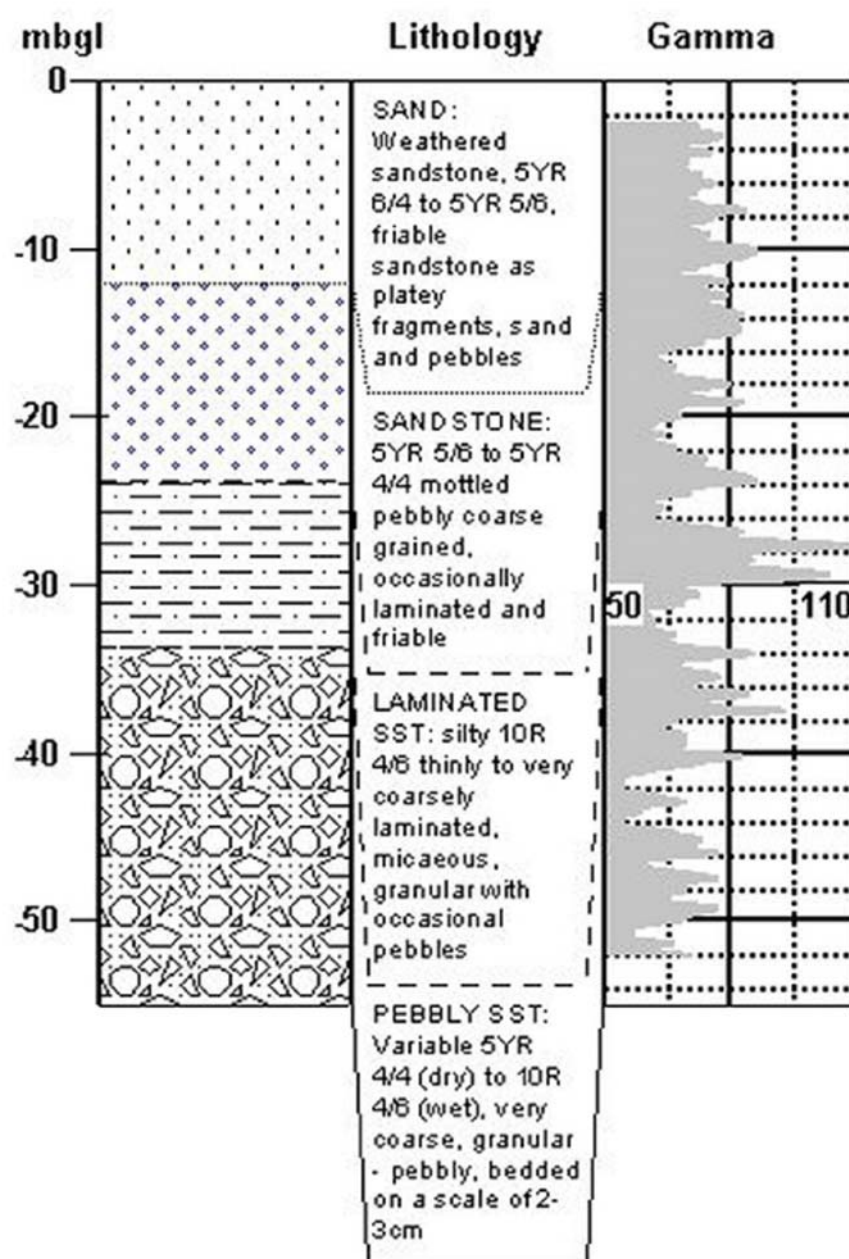 mbgl Lithology Gamma
0
-10
-20
-30
-40
-50
SAND:
Weathered
sandstone, 5YR
6/4 to 5YR 5/6,
friable
sandstone as
platey
fragments, sand
and pebbles
SANDSTONE:
5YR 5/6 to 5YR
4/4 mottled
pebbly coarse
grained,
occasionally
laminated and
friable
LAMINATED
SST: silty 10R
4/6 thinly to very
coarsely
laminated,
micaeous,
granular with
occasional
pebbles
PEBBLY SST:
Variable 5YR
4/4 (dry) to 10R
4/6 (wet), very
coarse, granular
- pebbly, bedded
on a scale of 2-
3cm
50 110